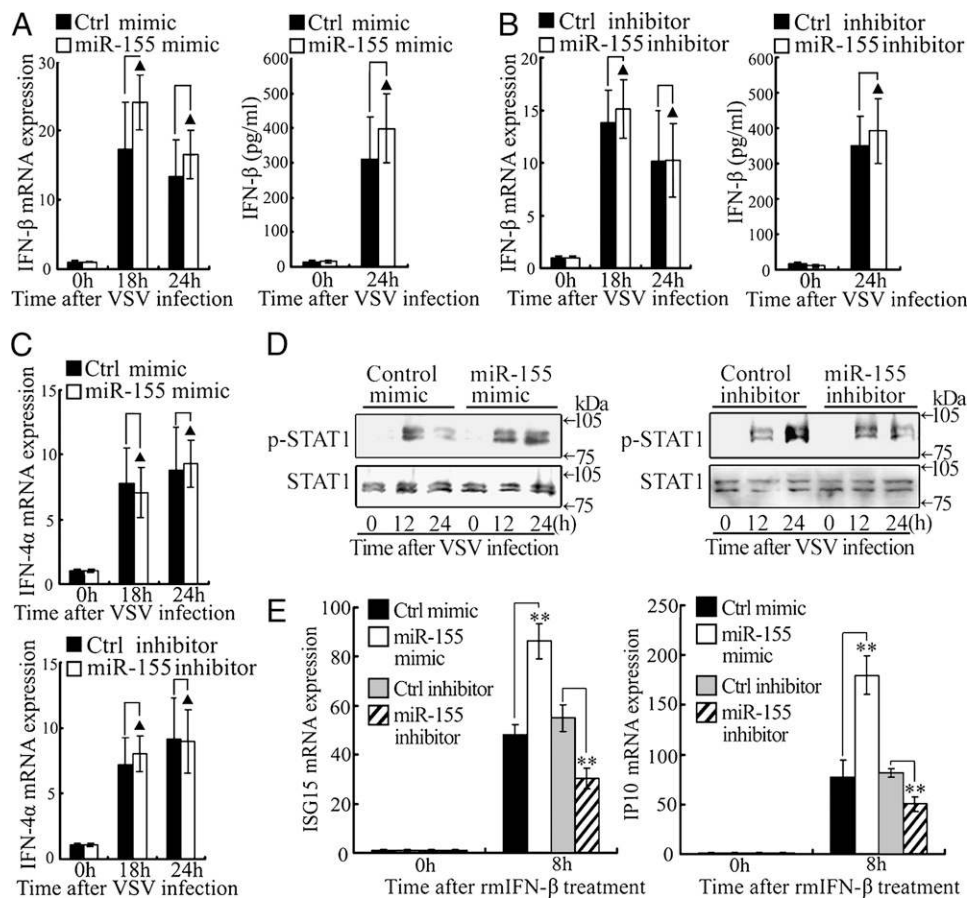 A
Ctrl mimic
miR-155 mimic
IFN-β mRNA expression
30
20
10
0
0h 18h 24h
Time after VSV infection
IFN-β (pg/ml)
600
500
400
300
200
100
0
0h 24h
Time after VSV infection
B
Ctrl inhibitor
miR-155 inhibitor
IFN-β mRNA expression
20
15
10
5
0
0h 18h 24h
Time after VSV infection
Ctrl inhibitor
miR-155 inhibitor
IFN-β (pg/ml)
600
500
400
300
200
100
0
0h 24h
Time after VSV infection
C
Ctrl mimic
miR-155 mimic
IFN-4α mRNA expression
15
10
5
0
0h 18h 24h
Time after VSV infection
Ctrl inhibitor
miR-155 inhibitor
IFN-4α mRNA expression
15
10
5
0
0h 18h 24h
Time after VSV infection
D
Control mimic
miR-155 mimic
kDa
p-STAT1
←105
←75
STAT1
←105
←75
0 12 24 0 12 24(h)
Time after VSV infection
Control inhibitor
miR-155 inhibitor
kDa
p-STAT1
←105
←75
STAT1
←105
←75
0 12 24 0 12 24(h)
Time after VSV infection
E
Ctrl mimic
miR-155 mimic
Ctrl inhibitor
miR-155 inhibitor
ISG15 mRNA expression
100
80
60
40
20
0
**
**
0h 8h
Time after rmIFN-β treatment
Ctrl mimic
miR-155 mimic
Ctrl inhibitor
miR-155 inhibitor
IP10 mRNA expression
250
200
150
100
50
0
**
**
0h 8h
Time after rmIFN-β treatment